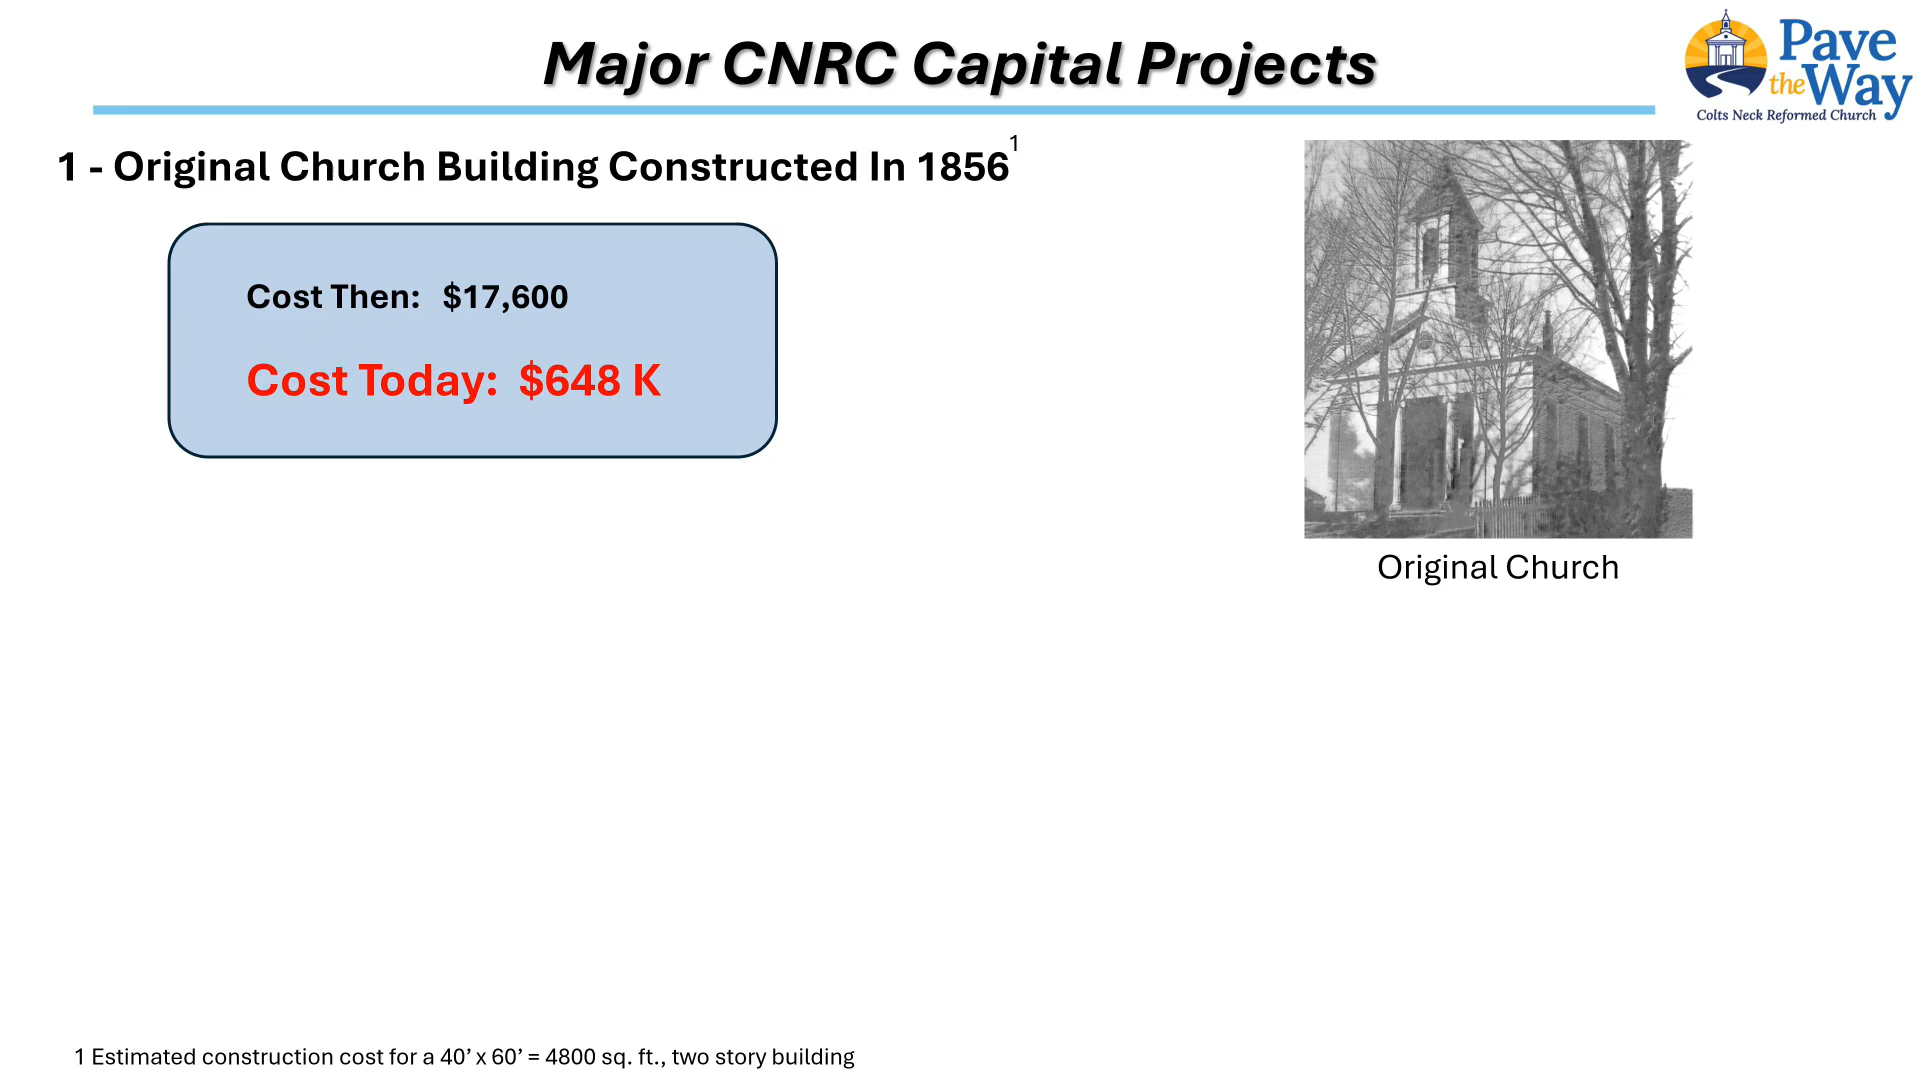 Major CNRC Capital Projects
Pave
the Way
Colts Neck Reformed Church
1 - Original Church Building Constructed In 1856 1
Cost Then: $17,600
Cost Today: $648 K
Original Church
1 Estimated construction cost for a 40’ x 60’ = 4800 sq. ft., two story building